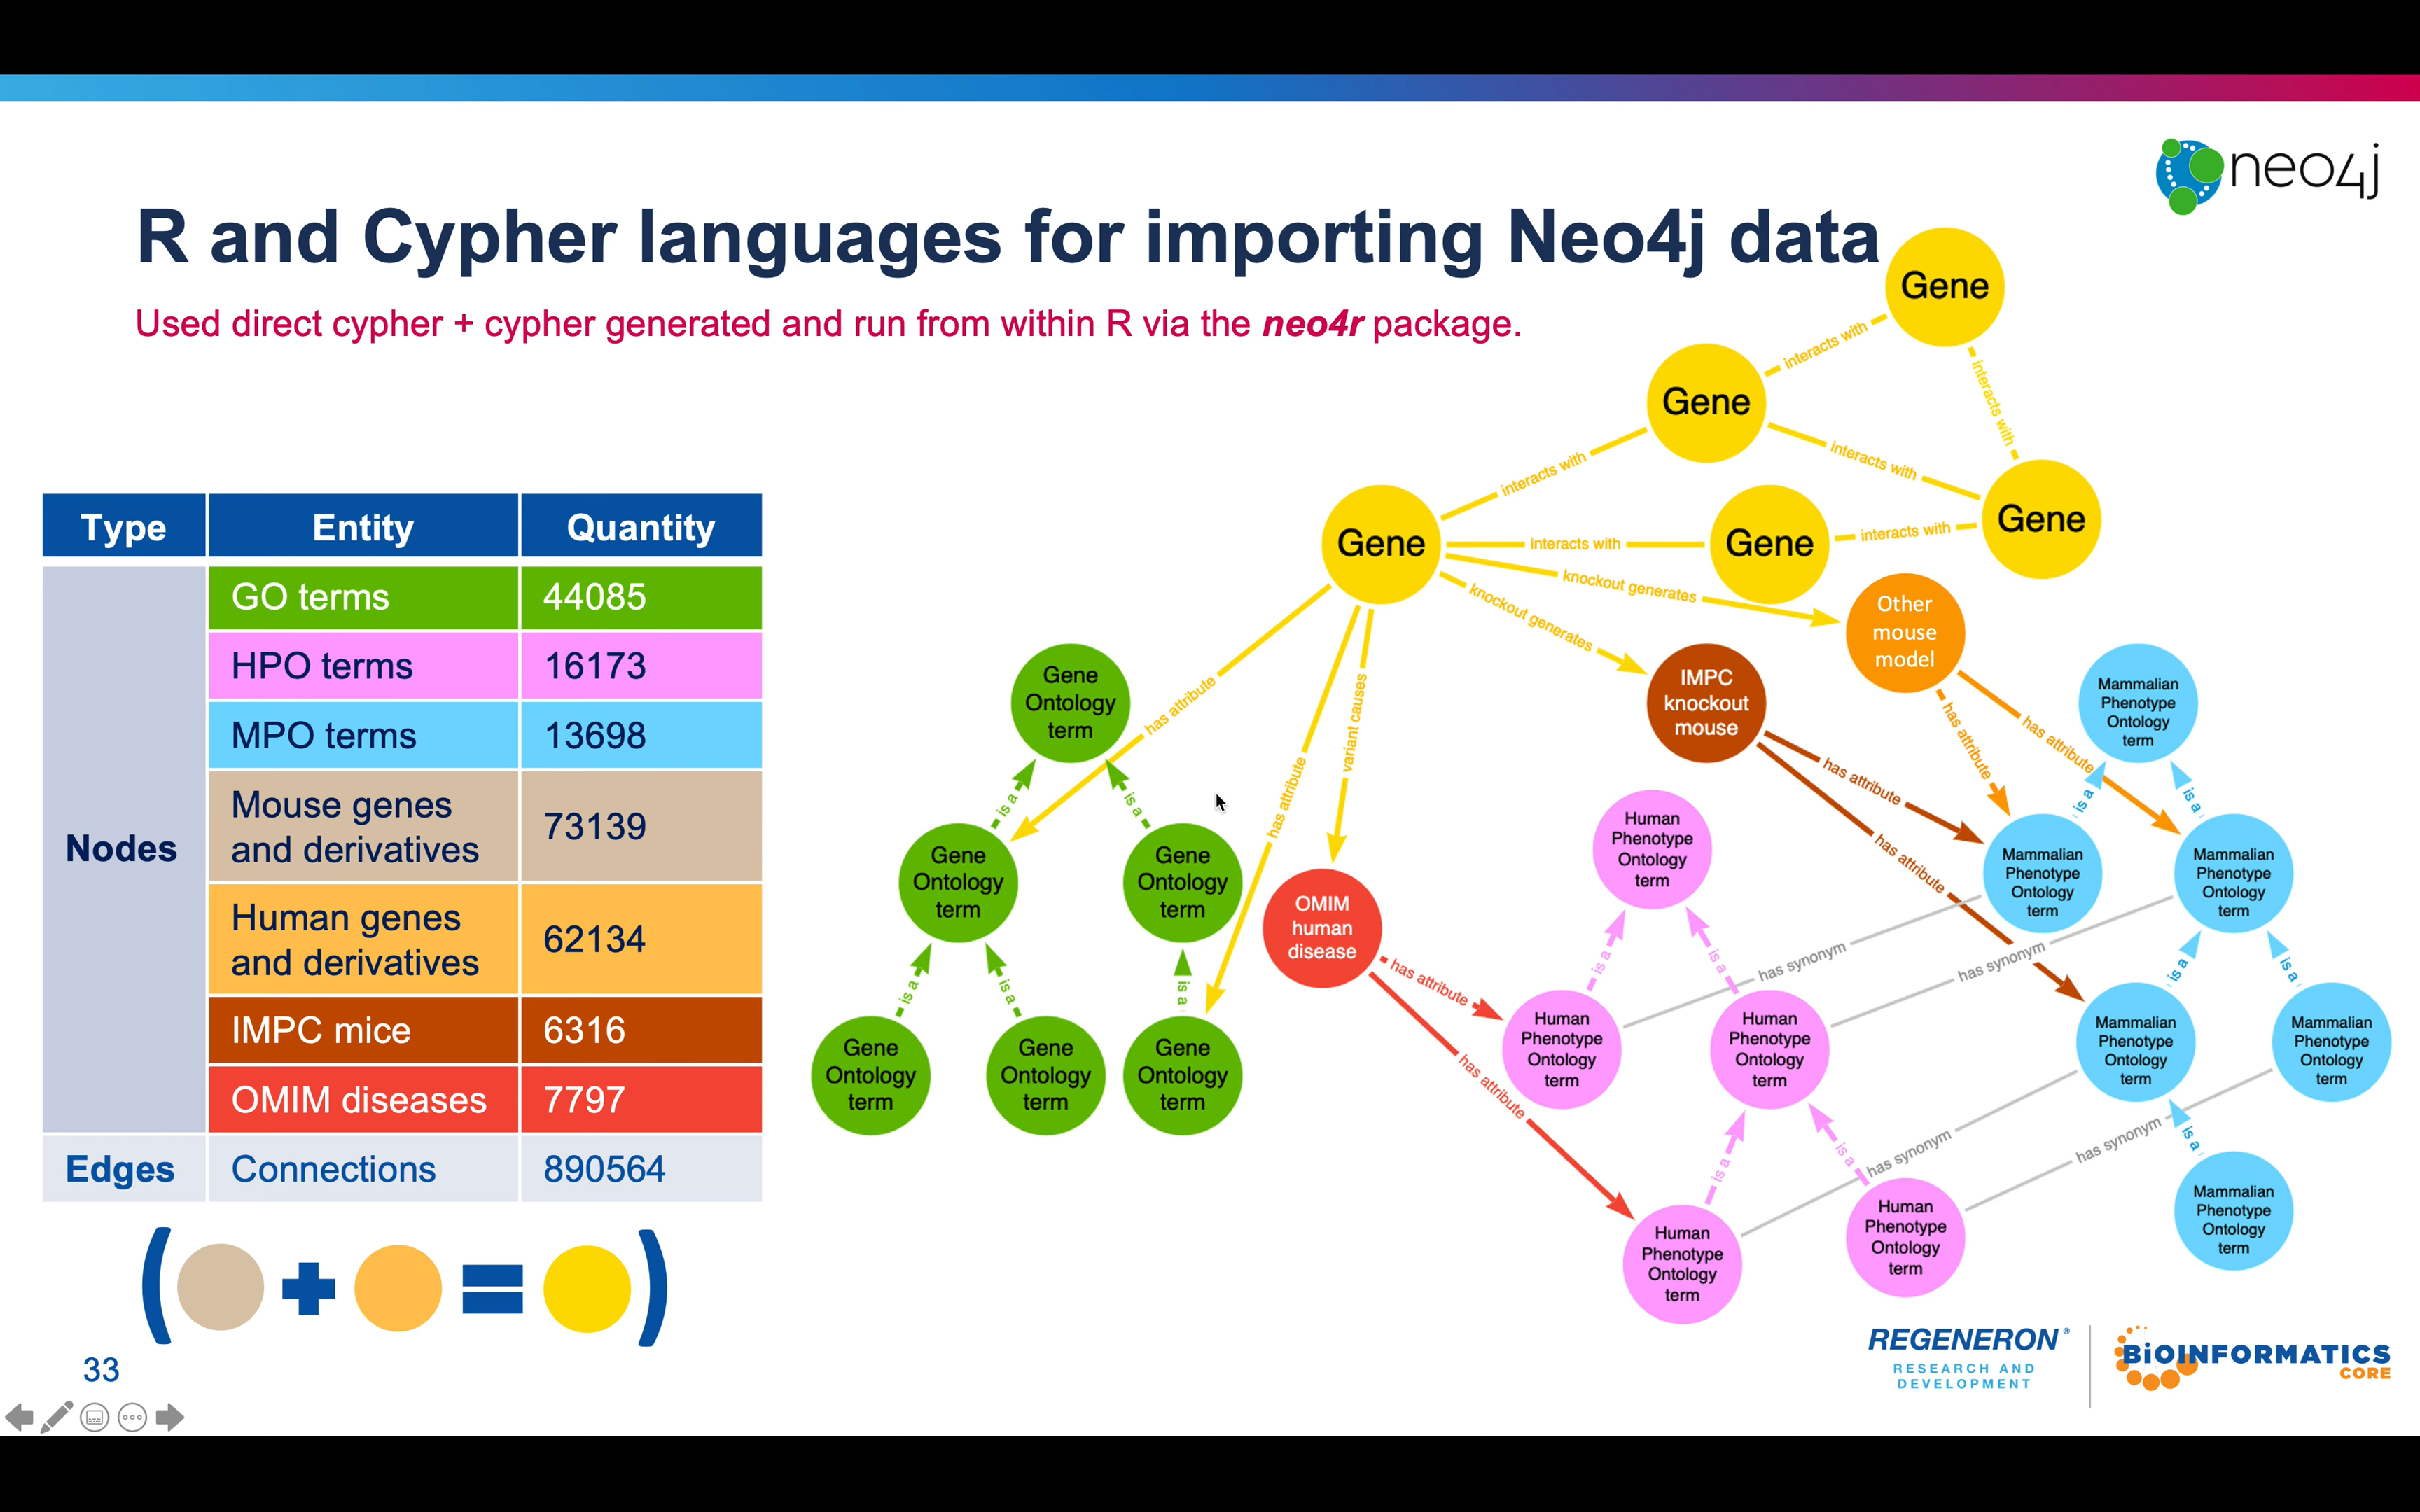 neo4j
R and Cypher languages for importing Neo4j data
Used direct cypher + cypher generated and run from within R via the neo4r package.
Type Entity Quantity
Nodes
GO terms 44085
HPO terms 16173
MPO terms 13698
Mouse genes
and derivatives
73139
Human genes
and derivatives
62134
IMPC mice 6316
OMIM diseases 7797
Edges Connections 890564
( + = )
33
Gene
interacts with
interacts with
Gene
interacts with
interacts with
Gene
Gene
interacts with
Gene
interacts with
Gene
knockout generates
knockout generates
Other
mouse
model
IMPC
knockout
mouse
has attribute
has attribute
variant causes
has attribute
has attribute
has attribute
has attribute
Gene
Ontology
term
is a
is a
Gene
Ontology
term
Gene
Ontology
term
is a
is a
is a
Gene
Ontology
term
Gene
Ontology
term
Gene
Ontology
term
OMIM
human
disease
has attribute
has attribute
Human
Phenotype
Ontology
term
is a
is a
Human
Phenotype
Ontology
term
Human
Phenotype
Ontology
term
is a
is a
Human
Phenotype
Ontology
term
Human
Phenotype
Ontology
term
has synonym
has synonym
has synonym
has synonym
Mammalian
Phenotype
Ontology
term
is a
is a
Mammalian
Phenotype
Ontology
term
Mammalian
Phenotype
Ontology
term
is a
is a
Mammalian
Phenotype
Ontology
term
Mammalian
Phenotype
Ontology
term
is a
Mammalian
Phenotype
Ontology
term
REGENERON®
RESEARCH AND
DEVELOPMENT
BiOINFORMATICS
CORE